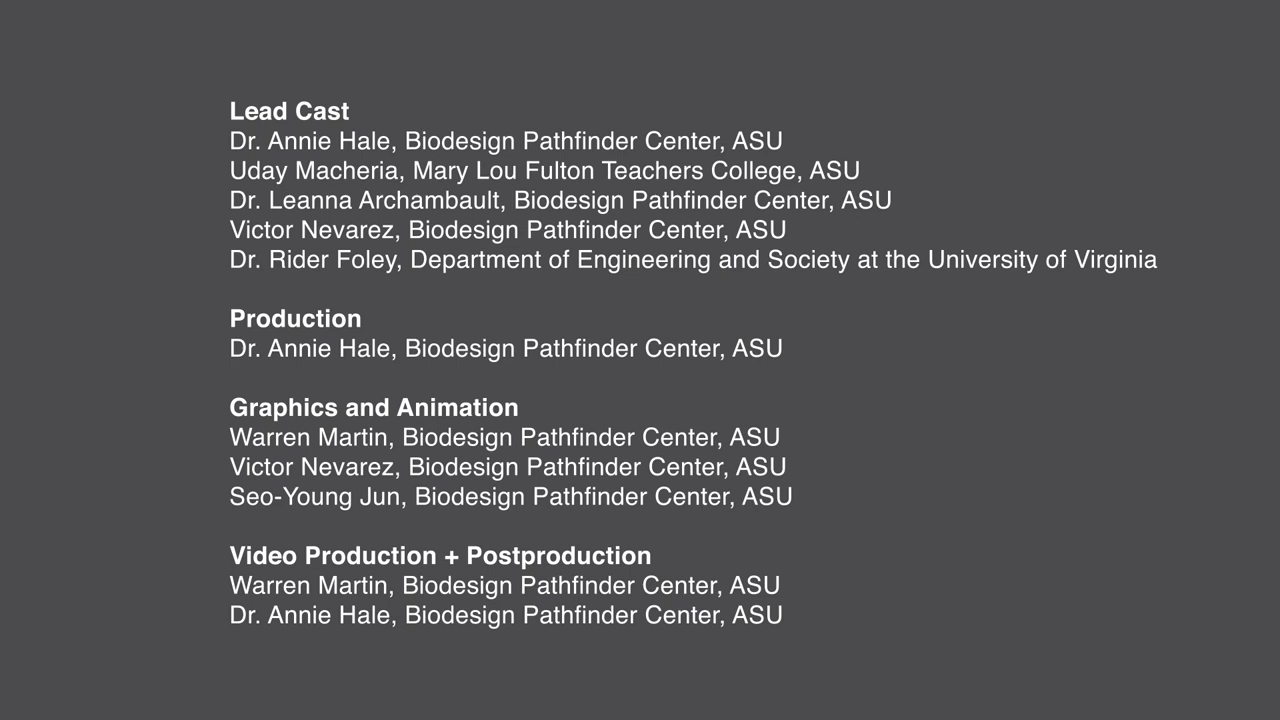 Lead Cast
Dr. Annie Hale, Biodesign Pathfinder Center, ASU
Uday Macheria, Mary Lou Fulton Teachers College, ASU
Dr. Leanna Archambault, Biodesign Pathfinder Center, ASU
Victor Nevarez, Biodesign Pathfinder Center, ASU
Dr. Rider Foley, Department of Engineering and Society at the University of Virginia
Production
Dr. Annie Hale, Biodesign Pathfinder Center, ASU
Graphics and Animation
Warren Martin, Biodesign Pathfinder Center, ASU
Victor Nevarez, Biodesign Pathfinder Center, ASU
Seo-Young Jun, Biodesign Pathfinder Center, ASU
Video Production + Postproduction
Warren Martin, Biodesign Pathfinder Center, ASU
Dr. Annie Hale, Biodesign Pathfinder Center, ASU